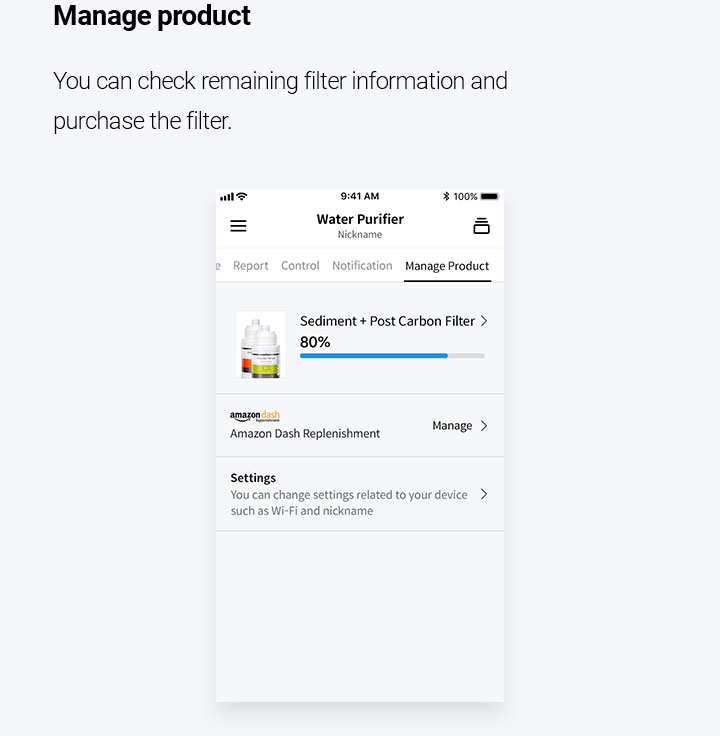 Manage product
You can check remaining filter information and
purchase the filter.
9:41 AM
100%
Water Purifier
Nickname
e Report Control Notification Manage Product
Sediment + Post Carbon Filter
80%
amazon dash
Replenishment
Amazon Dash Replenishment
Manage
Settings
You can change settings related to your device
such as Wi-Fi and nickname